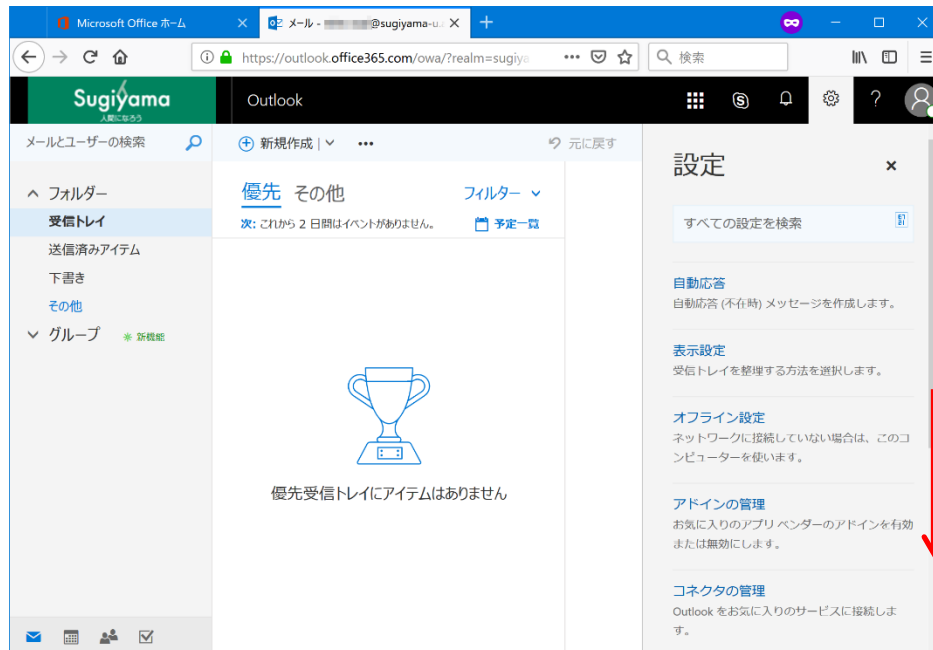 Microsoft Office ホーム
メール - @sugiyama-u.
https://outlook.office365.com/owa/?realm=sugiya
検索
Sugiyama
人間になろう
Outlook
メールとユーザーの検索
新規作成
元に戻す
フォルダー
受信トレイ
送信済みアイテム
下書き
その他
グループ
新機能
優先 その他
フィルター
次: これから 2 日間はイベントがありません。
予定一覧
優先受信トレイにアイテムはありません
設定
すべての設定を検索
自動応答
自動応答 (不在時) メッセージを作成します。
表示設定
受信トレイを整理する方法を選択します。
オフライン設定
ネットワークに接続していない場合は、このコ
ンピューターを使います。
アドインの管理
お気に入りのアプリ ベンダーのアドインを有効
または無効にします。
コネクタの管理
Outlook をお気に入りのサービスに接続しま
す。